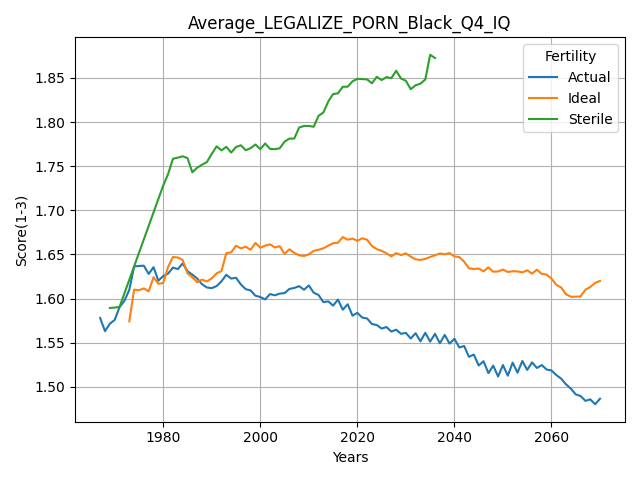 Average_LEGALIZE_PORN_Black_Q4_IQ
Fertility
Actual
Ideal
Sterile
Score(1-3)
1.85
1.80
1.75
1.70
1.65
1.60
1.55
1.50
1980
2000
2020
2040
2060
Years